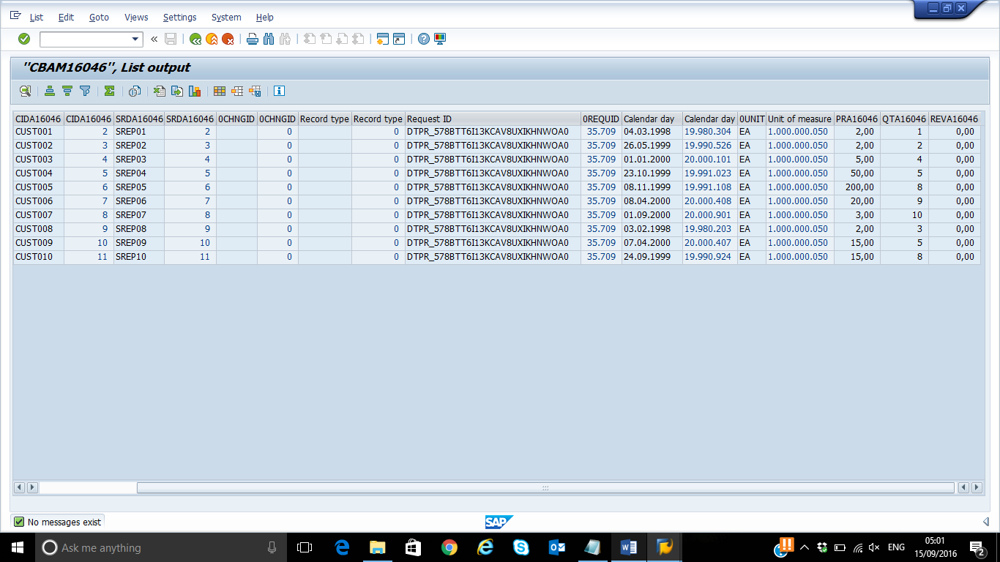 List Edit Goto Views Settings System Help
"CBAM16046", List output
CIDA16046 CIDA16046 SRDA16046 SRDA16046 0CHNGID 0CHNGID Record type Record type Request ID 0REQUID Calendar day Calendar day 0UNIT Unit of measure PRA16046 QTA16046 REVA16046
CUST001 2 SREP01 2 0 0 DTPR_578BTT6I13KCAV8UXIKHNWOA0 35.709 04.03.1998 19.980.304 EA 1.000.000.050 2,00 1 0,00
CUST002 3 SREP02 3 0 0 DTPR_578BTT6I13KCAV8UXIKHNWOA0 35.709 26.05.1999 19.990.526 EA 1.000.000.050 2,00 2 0,00
CUST003 4 SREP03 4 0 0 DTPR_578BTT6I13KCAV8UXIKHNWOA0 35.709 01.01.2000 20.000.101 EA 1.000.000.050 5,00 4 0,00
CUST004 5 SREP04 5 0 0 DTPR_578BTT6I13KCAV8UXIKHNWOA0 35.709 23.10.1999 19.991.023 EA 1.000.000.050 50,00 5 0,00
CUST005 6 SREP05 6 0 0 DTPR_578BTT6I13KCAV8UXIKHNWOA0 35.709 08.11.1999 19.991.108 EA 1.000.000.050 200,00 8 0,00
CUST006 7 SREP06 7 0 0 DTPR_578BTT6I13KCAV8UXIKHNWOA0 35.709 08.04.2000 20.000.408 EA 1.000.000.050 20,00 9 0,00
CUST007 8 SREP07 8 0 0 DTPR_578BTT6I13KCAV8UXIKHNWOA0 35.709 01.09.2000 20.000.901 EA 1.000.000.050 3,00 10 0,00
CUST008 9 SREP08 9 0 0 DTPR_578BTT6I13KCAV8UXIKHNWOA0 35.709 03.02.1998 19.980.203 EA 1.000.000.050 2,00 3 0,00
CUST009 10 SREP09 10 0 0 DTPR_578BTT6I13KCAV8UXIKHNWOA0 35.709 07.04.2000 20.000.407 EA 1.000.000.050 15,00 5 0,00
CUST010 11 SREP10 11 0 0 DTPR_578BTT6I13KCAV8UXIKHNWOA0 35.709 24.09.1999 19.990.924 EA 1.000.000.050 15,00 8 0,00
No messages exist
SAP
Ask me anything
ENG
05:01
15/09/2016
2